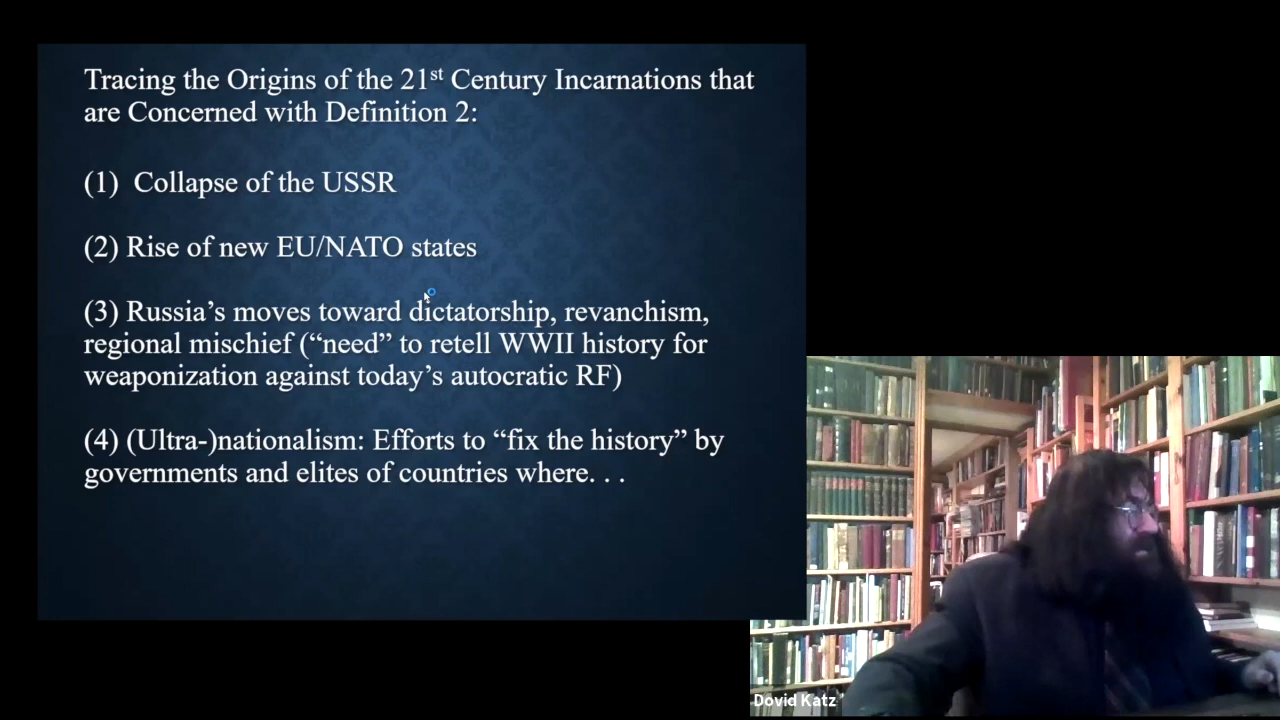 Tracing the Origins of the 21st Century Incarnations that
are Concerned with Definition 2:
(1) Collapse of the USSR
(2) Rise of new EU/NATO states
(3) Russia’s moves toward dictatorship, revanchism,
regional mischief (“need” to retell WWII history for
weaponization against today’s autocratic RF)
(4) (Ultra-)nationalism: Efforts to “fix the history” by
governments and elites of countries where. . .
Dovid Katz